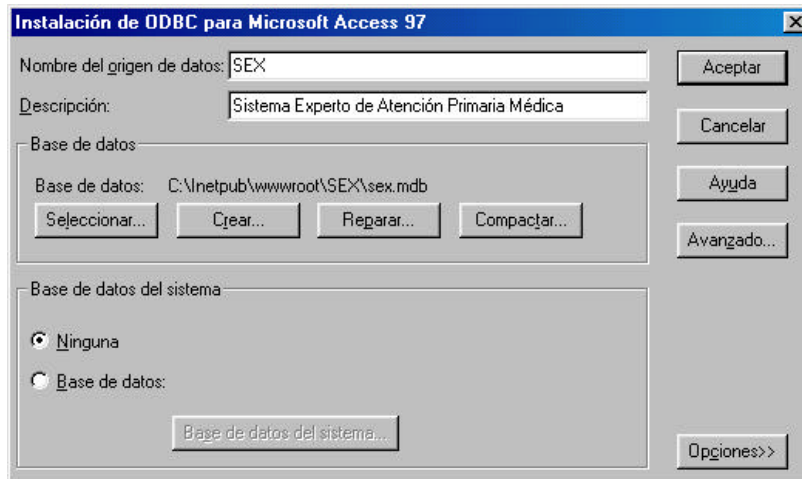 Instalación de ODBC para Microsoft Access 97
Nombre del origen de datos: SEX
Aceptar
Descripción: Sistema Experto de Atención Primaria Médica
Cancelar
Base de datos
Base de datos: C:\Inetpub\wwwroot\SEX\sex.mdb
Ayuda
Seleccionar... Crear... Reparar... Compactar...
Avanzado...
Base de datos del sistema
Ninguna
Base de datos:
Base de datos del sistema...
Opciones>>